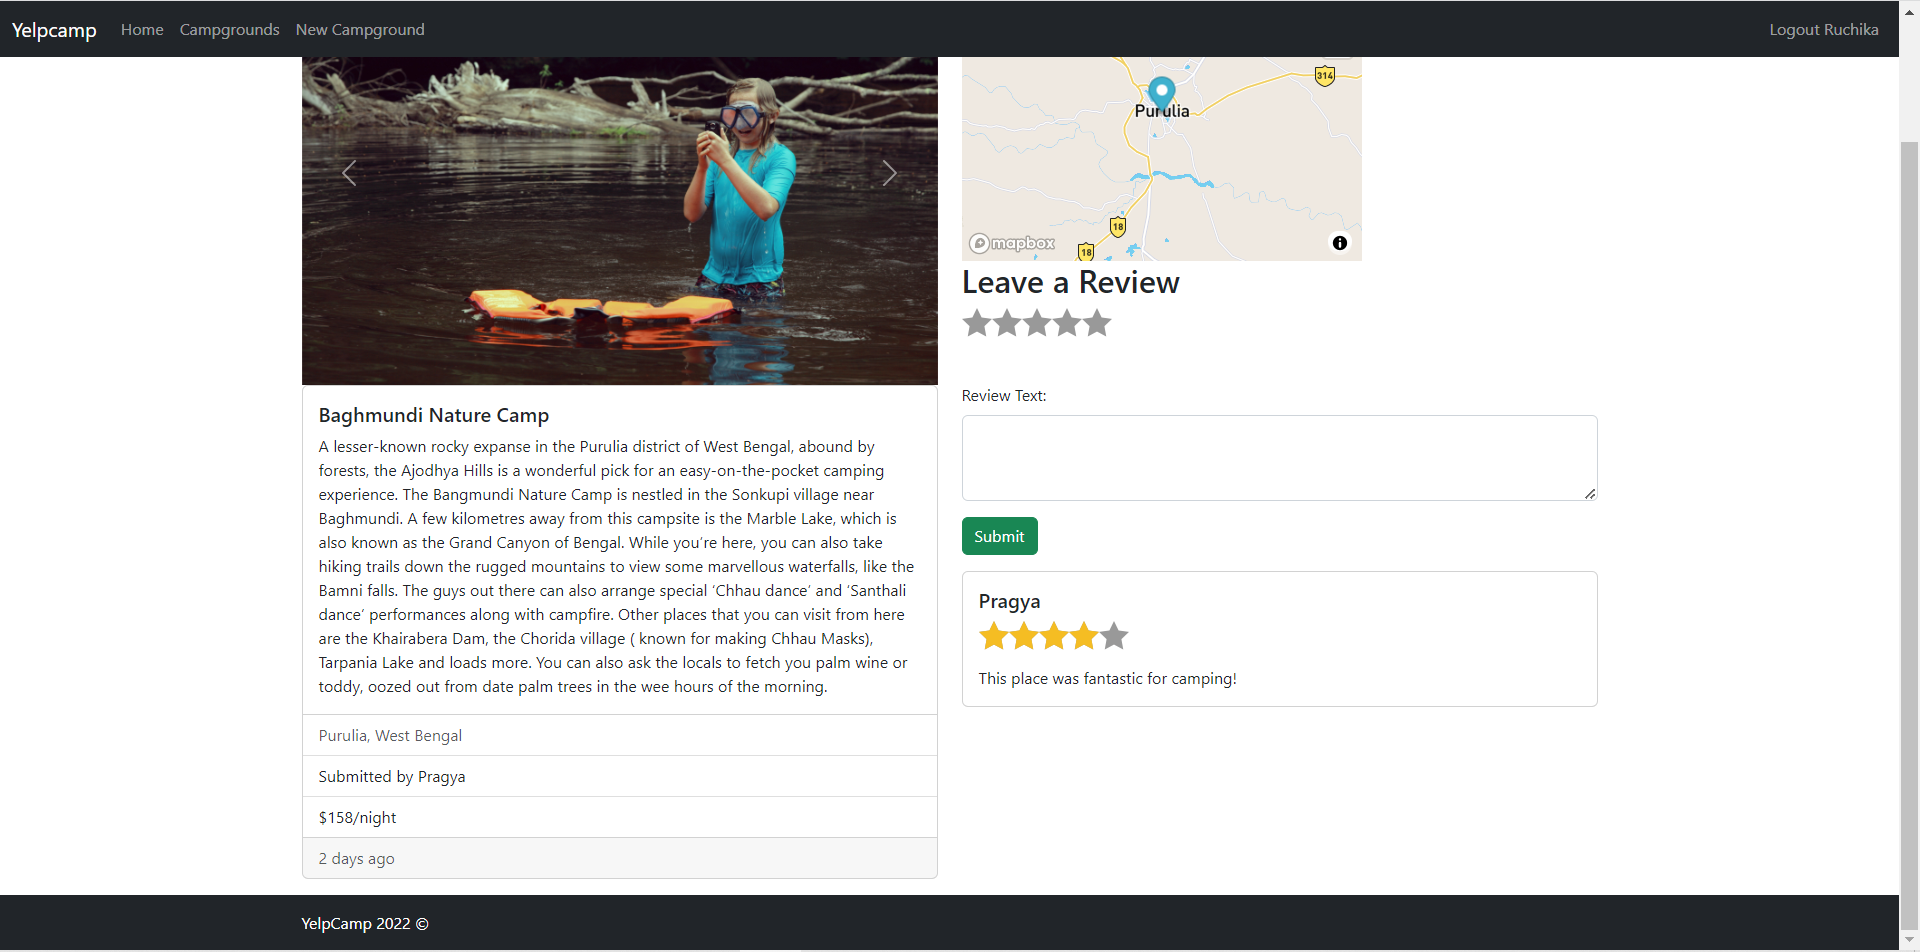 Yelpcamp Home Campgrounds New Campground Logout Ruchika
314
Purulia
18
18
mapbox
Baghmundi Nature Camp
A lesser-known rocky expanse in the Purulia district of West Bengal, abound by
forests, the Ajodhya Hills is a wonderful pick for an easy-on-the-pocket camping
experience. The Bangmundi Nature Camp is nestled in the Sonkupi village near
Baghmundi. A few kilometres away from this campsite is the Marble Lake, which is
also known as the Grand Canyon of Bengal. While you’re here, you can also take
hiking trails down the rugged mountains to view some marvellous waterfalls, like the
Bamni falls. The guys out there can also arrange special ‘Chhau dance’ and ‘Santhali
dance’ performances along with campfire. Other places that you can visit from here
are the Khairabera Dam, the Chorida village ( known for making Chhau Masks),
Tarpania Lake and loads more. You can also ask the locals to fetch you palm wine or
toddy, oozed out from date palm trees in the wee hours of the morning.
Purulia, West Bengal
Submitted by Pragya
$158/night
2 days ago
Leave a Review
Review Text:
Submit
Pragya
This place was fantastic for camping!
YelpCamp 2022 ©